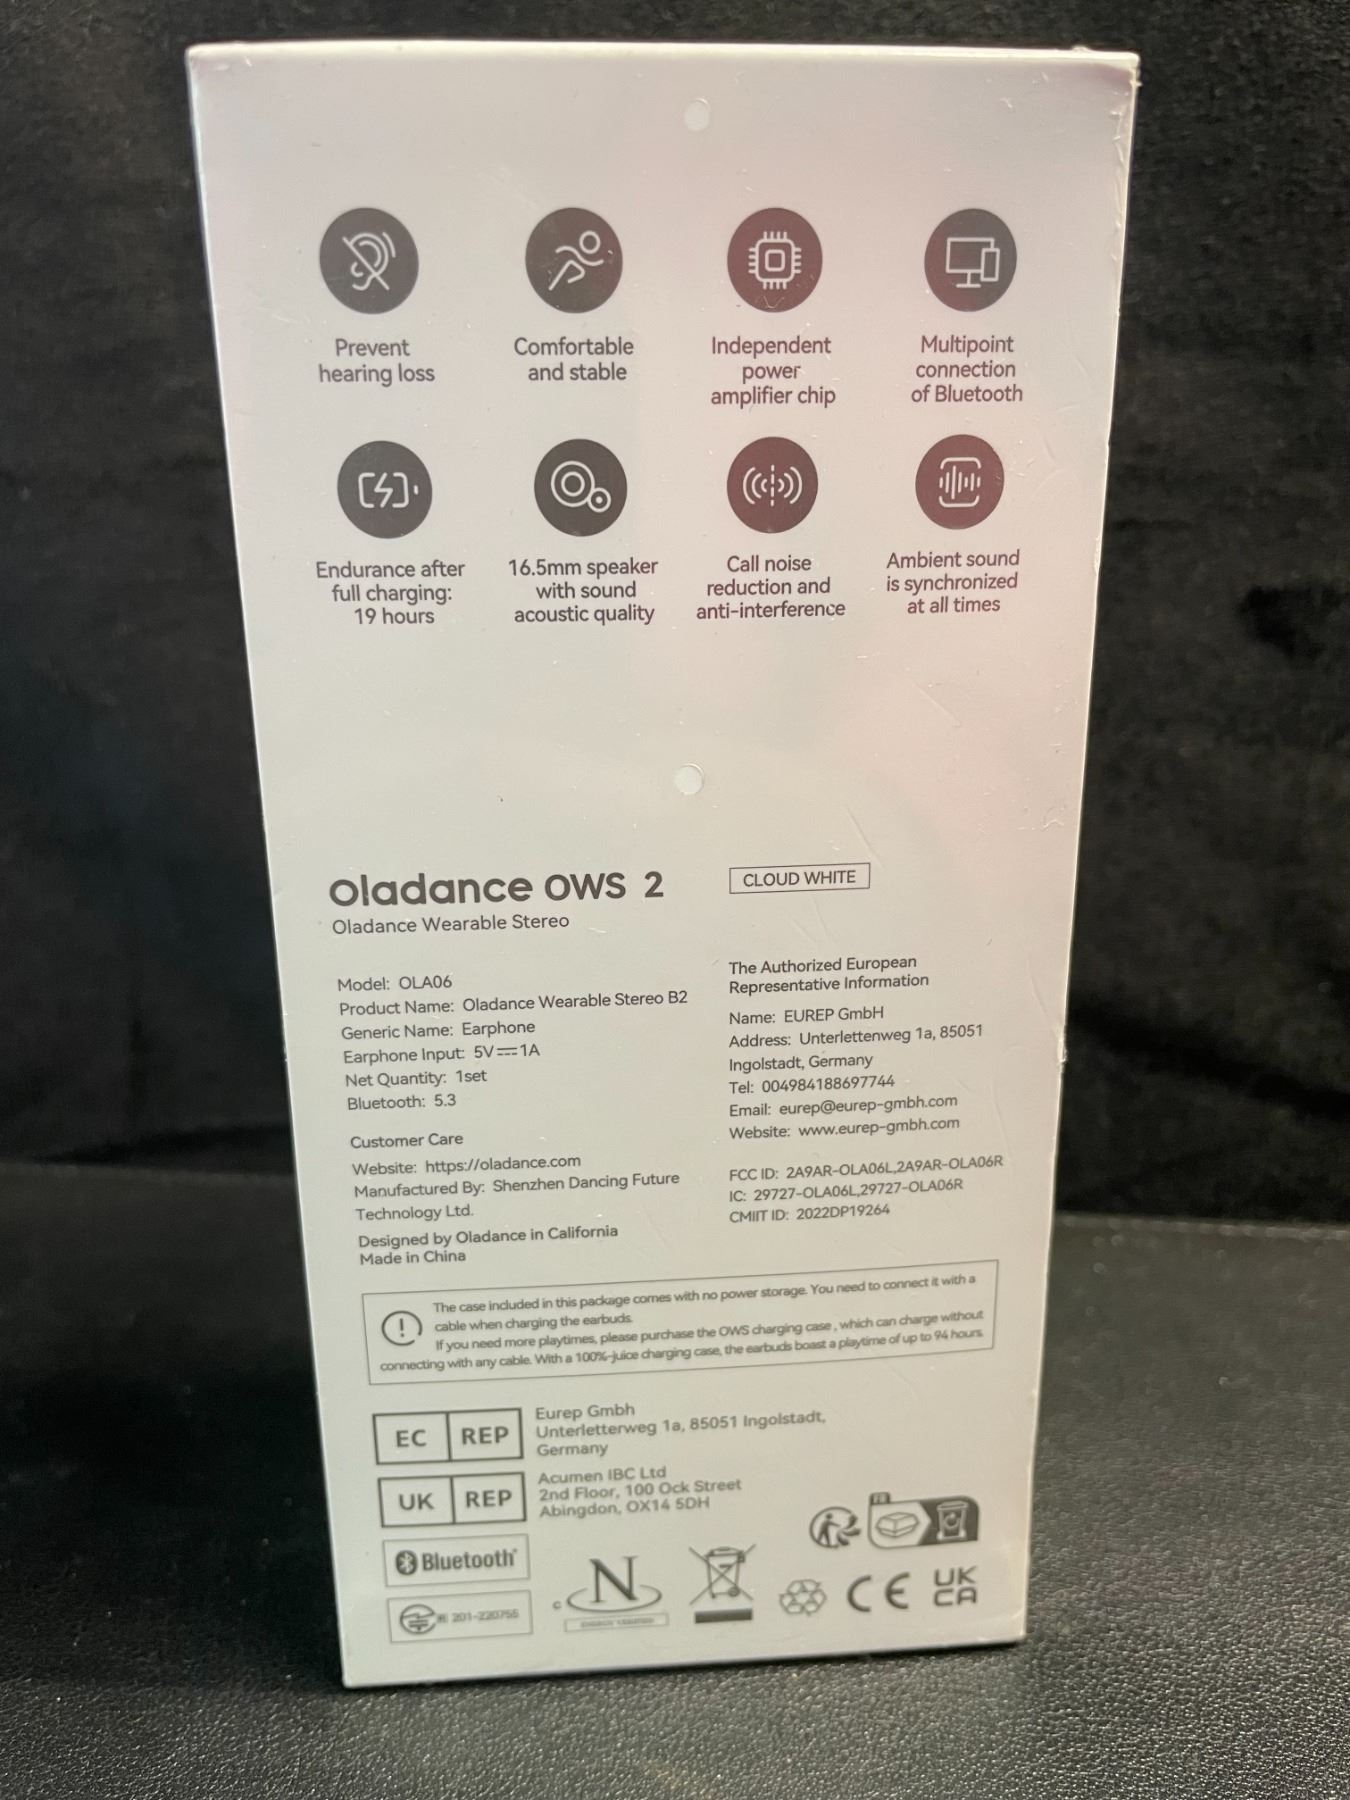 Prevent
hearing loss
Comfortable
and stable
Independent
power
amplifier chip
Multipoint
connection
of Bluetooth
Endurance after
full charging:
19 hours
16.5mm speaker
with sound
acoustic quality
Call noise
reduction and
anti-interference
Ambient sound
is synchronized
at all times
oladance OWS 2
CLOUD WHITE
Oladance Wearable Stereo
Model: OLA06
Product Name: Oladance Wearable Stereo B2
Generic Name: Earphone
Earphone Input: 5V⎓1A
Net Quantity: 1set
Bluetooth: 5.3
Customer Care
Website: https://oladance.com
Manufactured By: Shenzhen Dancing Future
Technology Ltd.
Designed by Oladance in California
Made in China
The Authorized European
Representative Information
Name: EUREP GmbH
Address: Unterlettenweg 1a, 85051
Ingolstadt, Germany
Tel: 004984188697744
Email: eurep@eurep-gmbh.com
Website: www.eurep-gmbh.com
FCC ID: 2A9AR-OLA06L,2A9AR-OLA06R
IC: 29727-OLA06L,29727-OLA06R
CMIIT ID: 2022DP19264
The case included in this package comes with no power storage. You need to connect it with a
cable when charging the earbuds.
If you need more playtimes, please purchase the OWS charging case , which can charge without
connecting with any cable. With a 100%-juice charging case, the earbuds boast a playtime of up to 94 hours.
EC REP
Eurep Gmbh
Unterletterweg 1a, 85051 Ingolstadt,
Germany
UK REP
Acumen IBC Ltd
2nd Floor, 100 Ock Street
Abingdon, OX14 5DH
Bluetooth
R 201-220755
c N
FR
CE
UK
CA